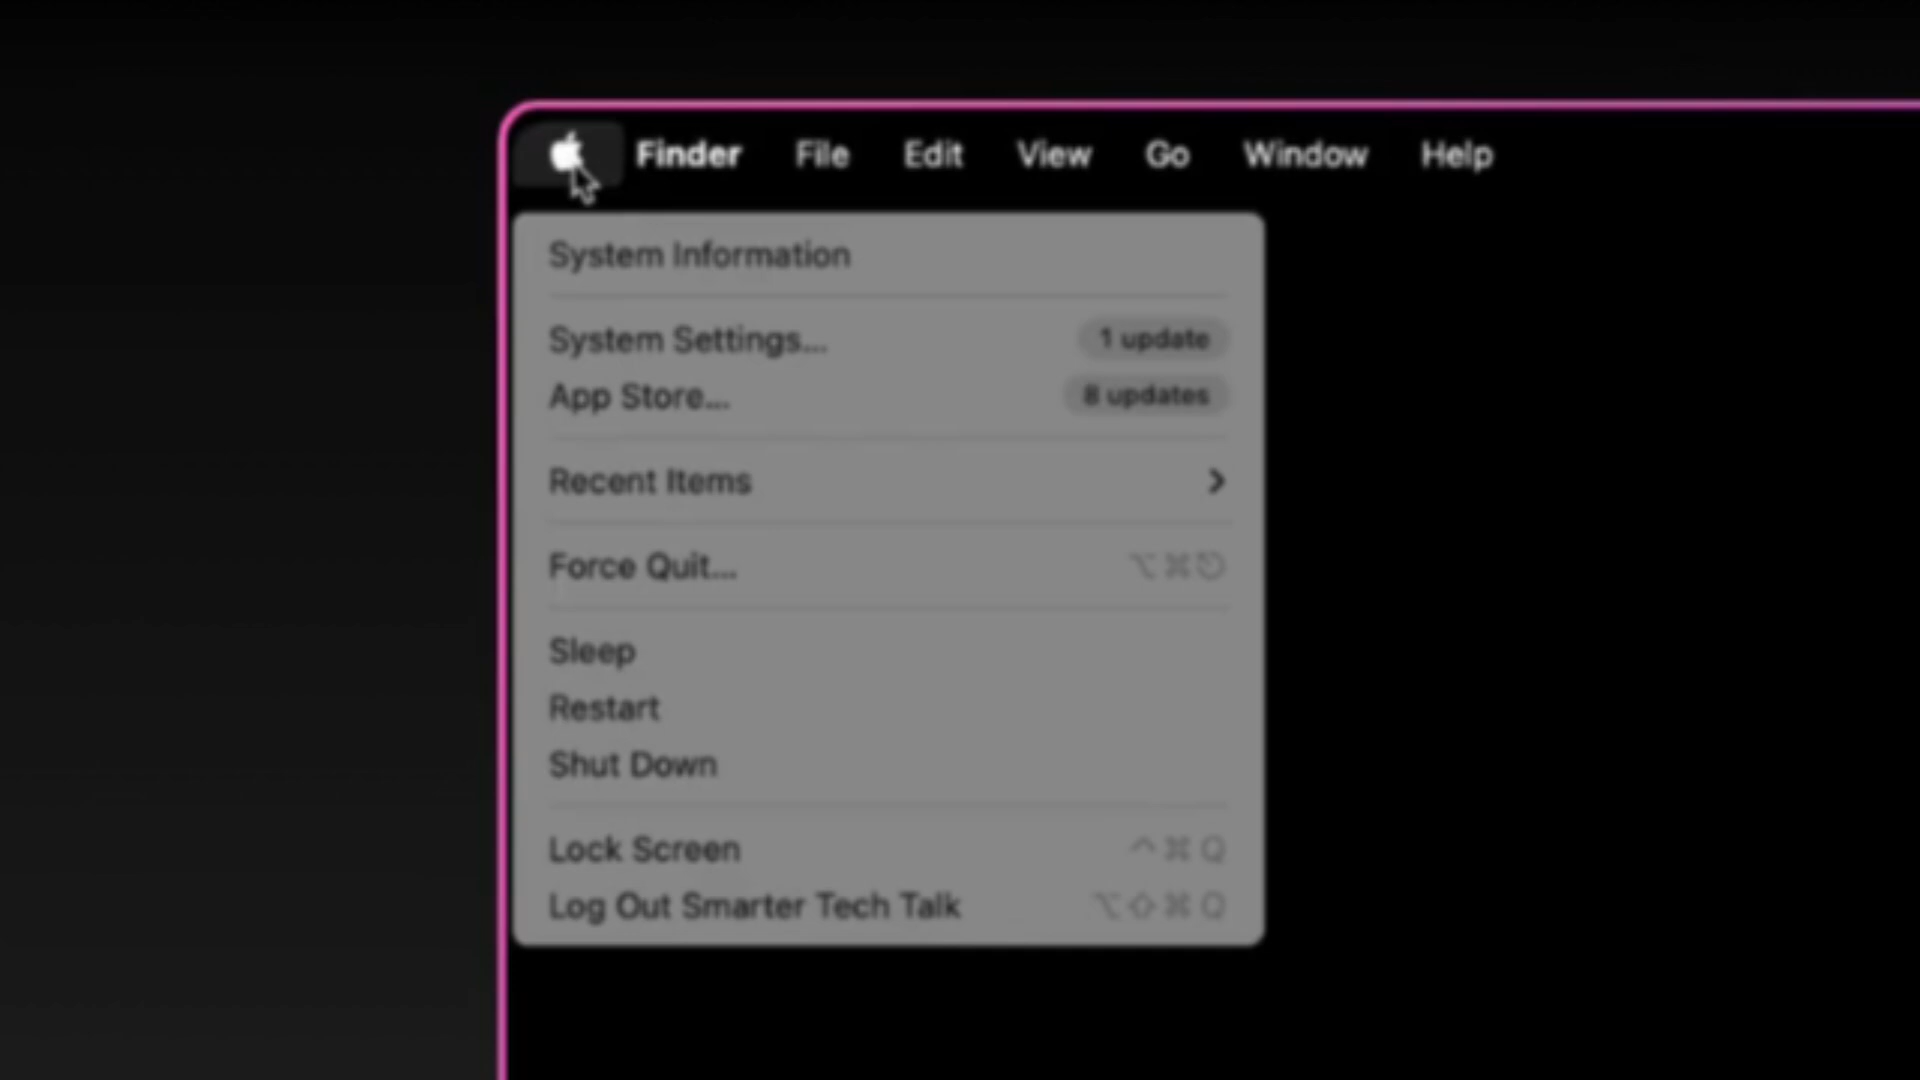 Finder File Edit View Go Window Help
System Information
System Settings... 1 update
App Store... 8 updates
Recent Items
Force Quit... ⌥⌘⎋
Sleep
Restart
Shut Down
Lock Screen ^⌘Q
Log Out Smarter Tech Talk ⌥⇧⌘Q